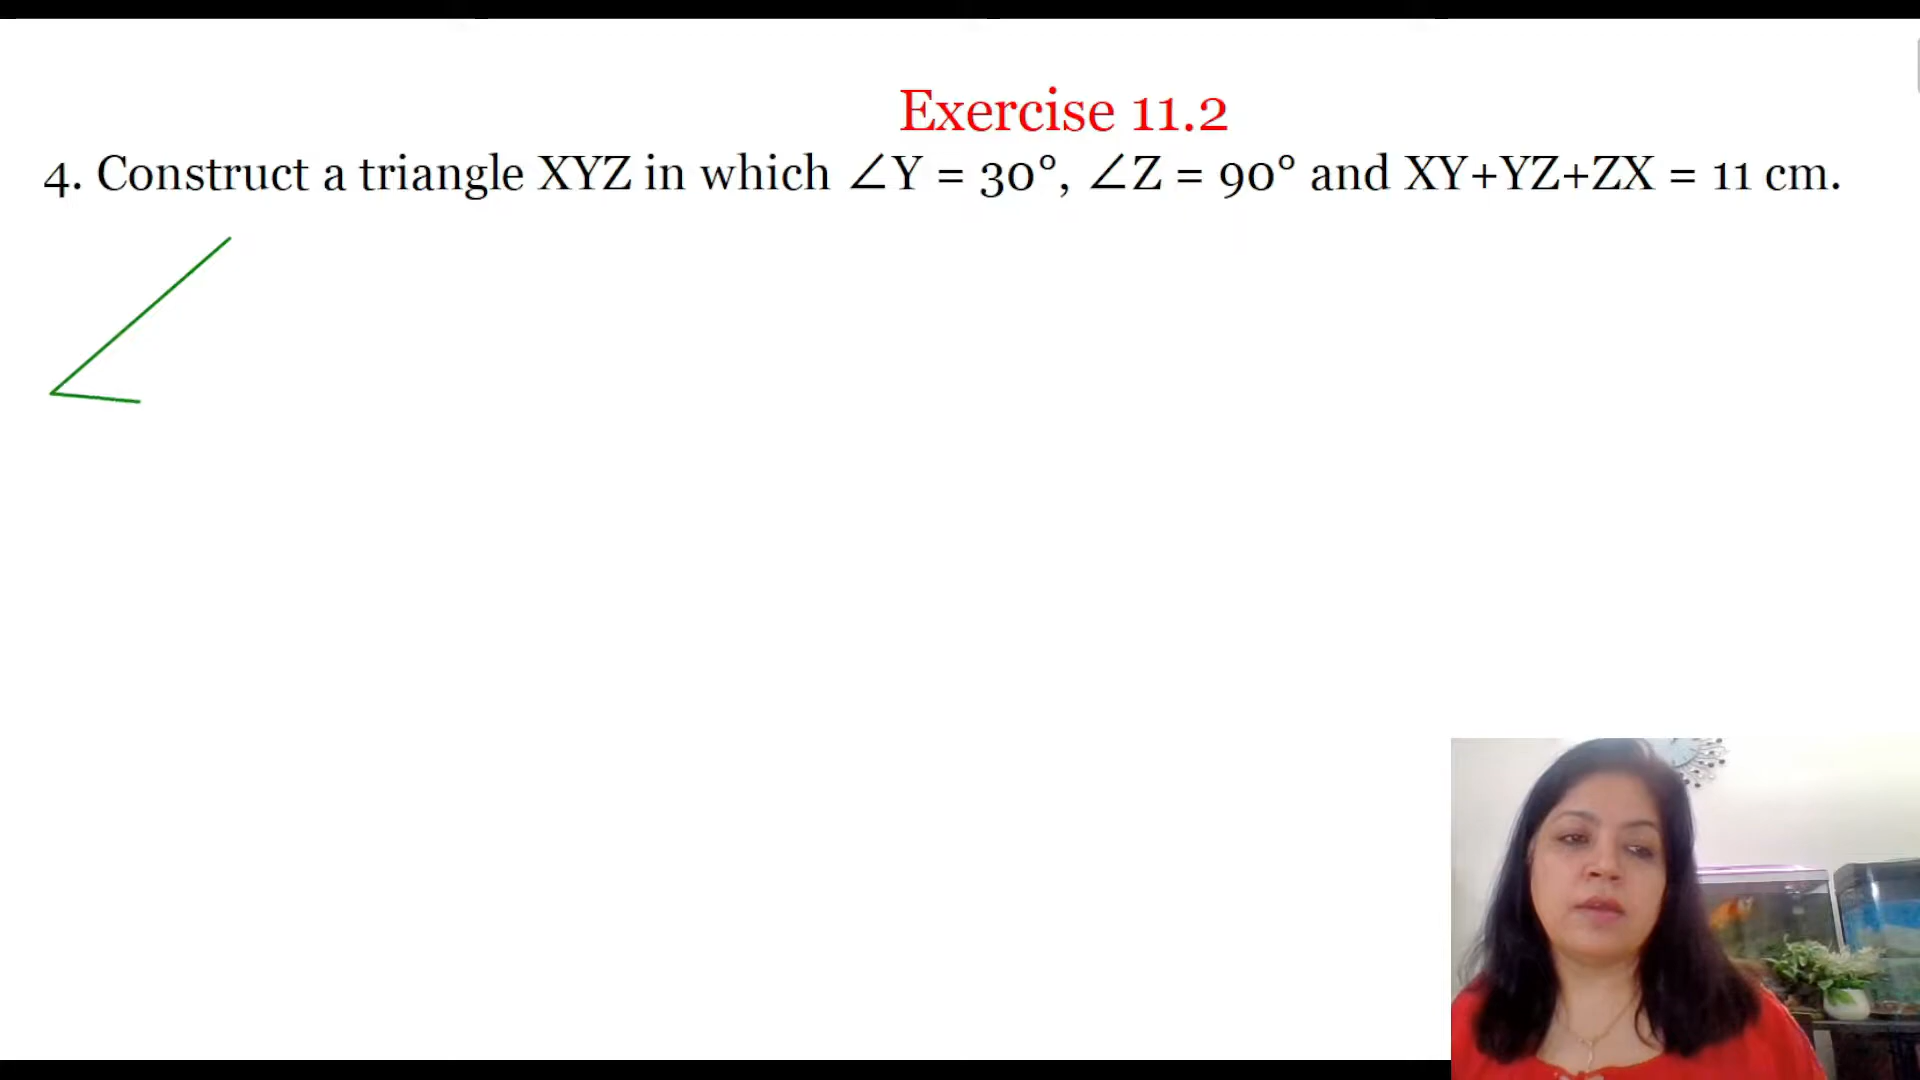 Exercise 11.2
4. Construct a triangle XYZ in which ∠Y = 30°, ∠Z = 90° and XY+YZ+ZX = 11 cm.